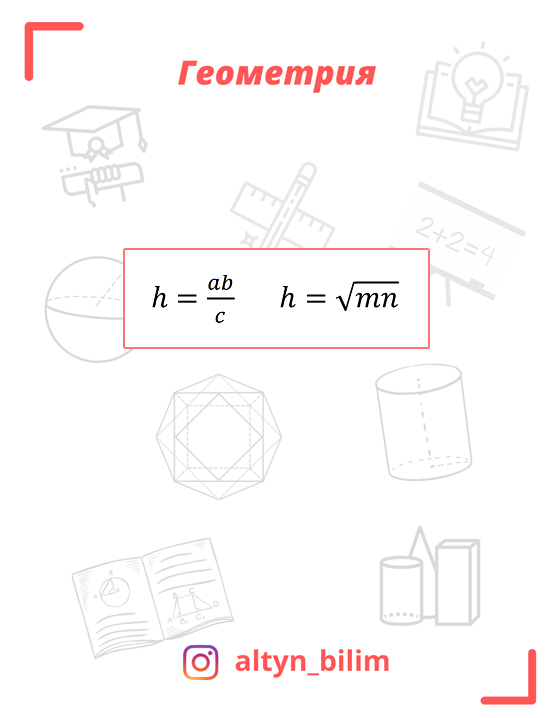 Геометрия
2+2=4
h = ab/c    h = √mn
altyn_bilim